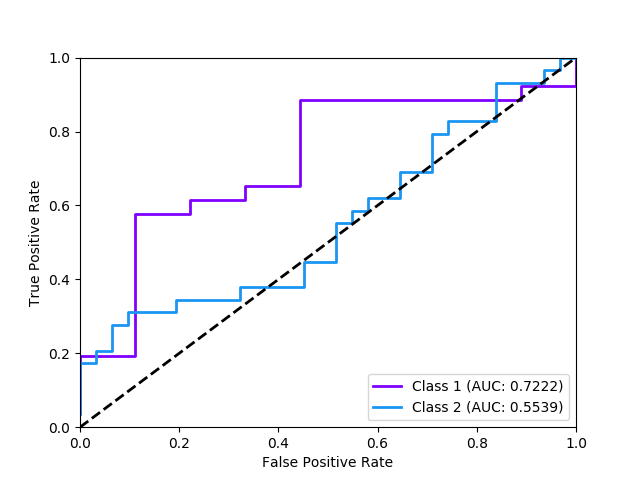 1.0
0.8
0.6
0.4
0.2
0.0
True Positive Rate
0.0 0.2 0.4 0.6 0.8 1.0
False Positive Rate
Class 1 (AUC: 0.7222)
Class 2 (AUC: 0.5539)